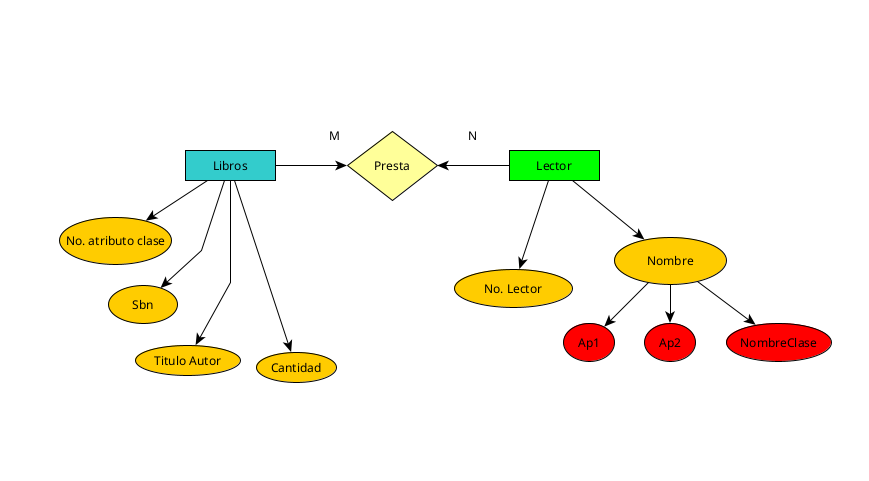 M
N
Libros
Presta
Lector
No. atributo clase
Nombre
No. Lector
Sbn
Ap1
Ap2
NombreClase
Titulo Autor
Cantidad